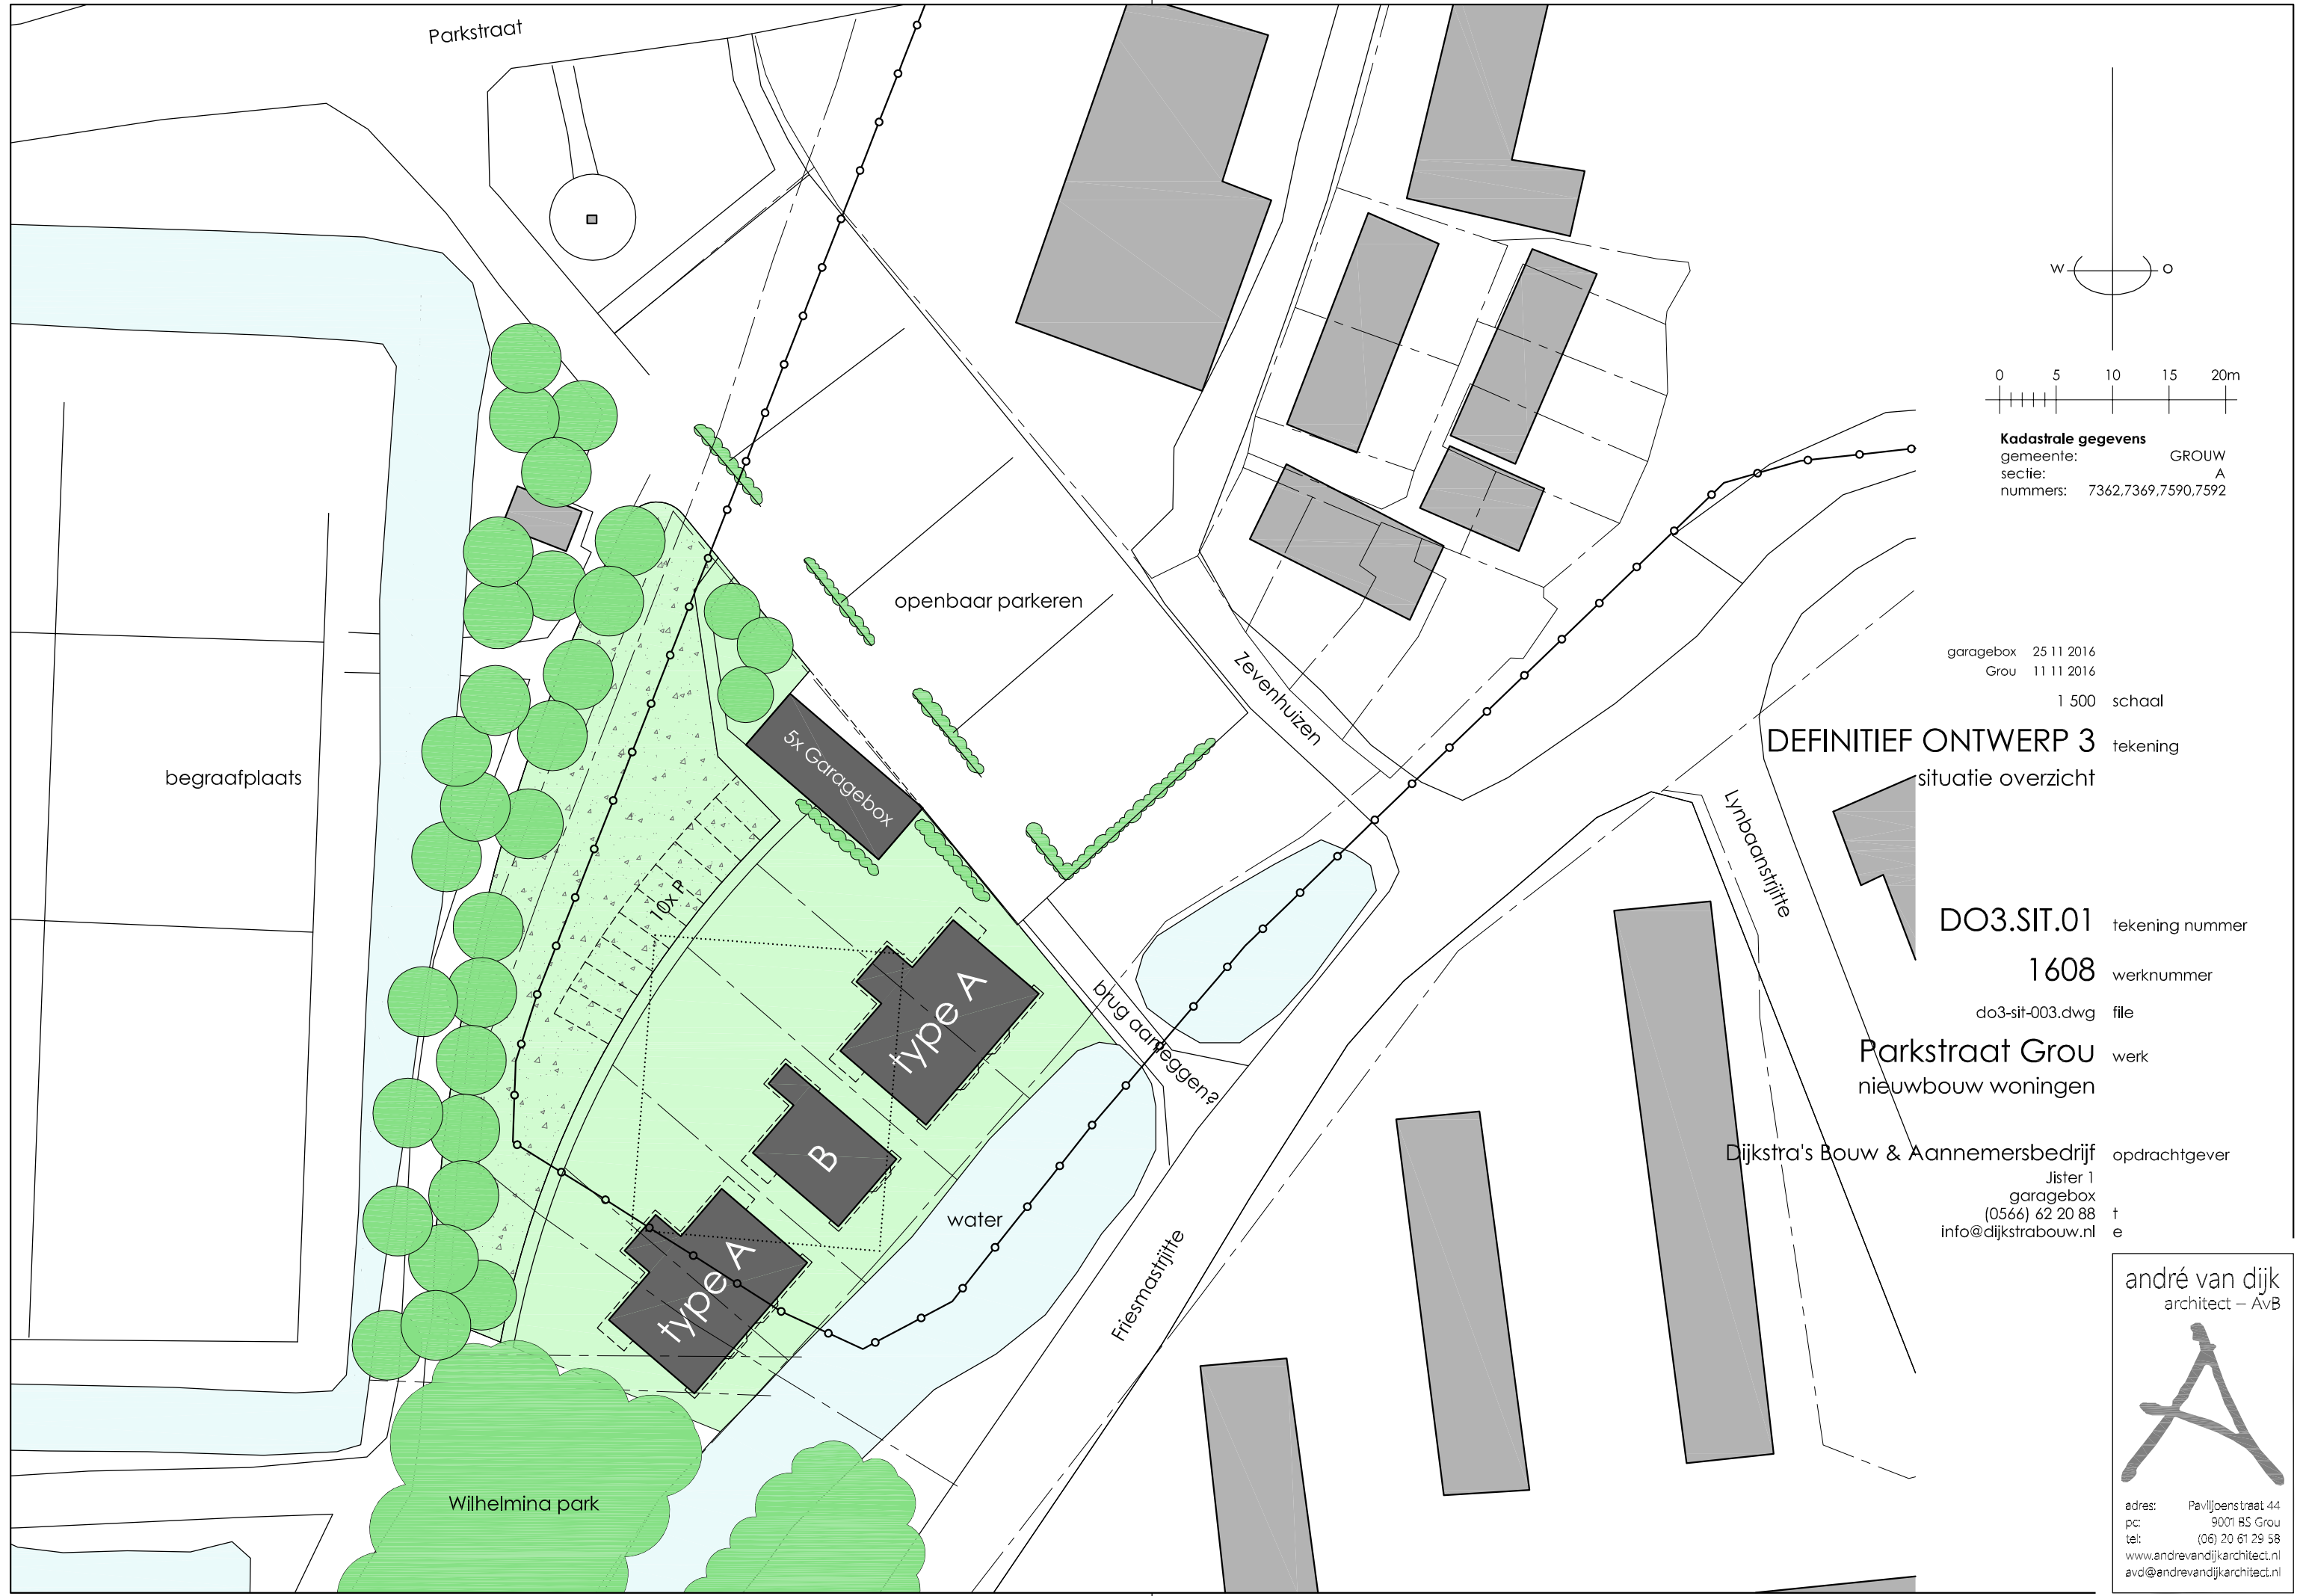 Parkstraat
W O
0 5 10 15 20m
Kadastrale gegevens
gemeente: GROUW
sectie: A
nummers: 7362,7369,7590,7592
openbaar parkeren
garagebox 25 11 2016
Grou 11 11 2016
1 500 schaal
Zevenhuizen
DEFINITIEF ONTWERP 3 tekening
situatie overzicht
begraafplaats
5x Garagebox
Lynbaanstrjitte
10x P
DO3.SIT.01 tekening nummer
1608 werknummer
do3-sit-003.dwg file
type A
brug aanleggen?
Parkstraat Grou werk
nieuwbouw woningen
B
Dijkstra's Bouw & Aannemersbedrijf opdrachtgever
Jister 1
garagebox
(0566) 62 20 88 t
info@dijkstrabouw.nl e
water
type A
Friesmastrjitte
andré van dijk
architect – AvB
Wilhelmina park
adres: Paviljoenstraat 44
pc: 9001 BS Grou
tel: (06) 20 61 29 58
www.andrevandijkarchitect.nl
avd@andrevandijkarchitect.nl